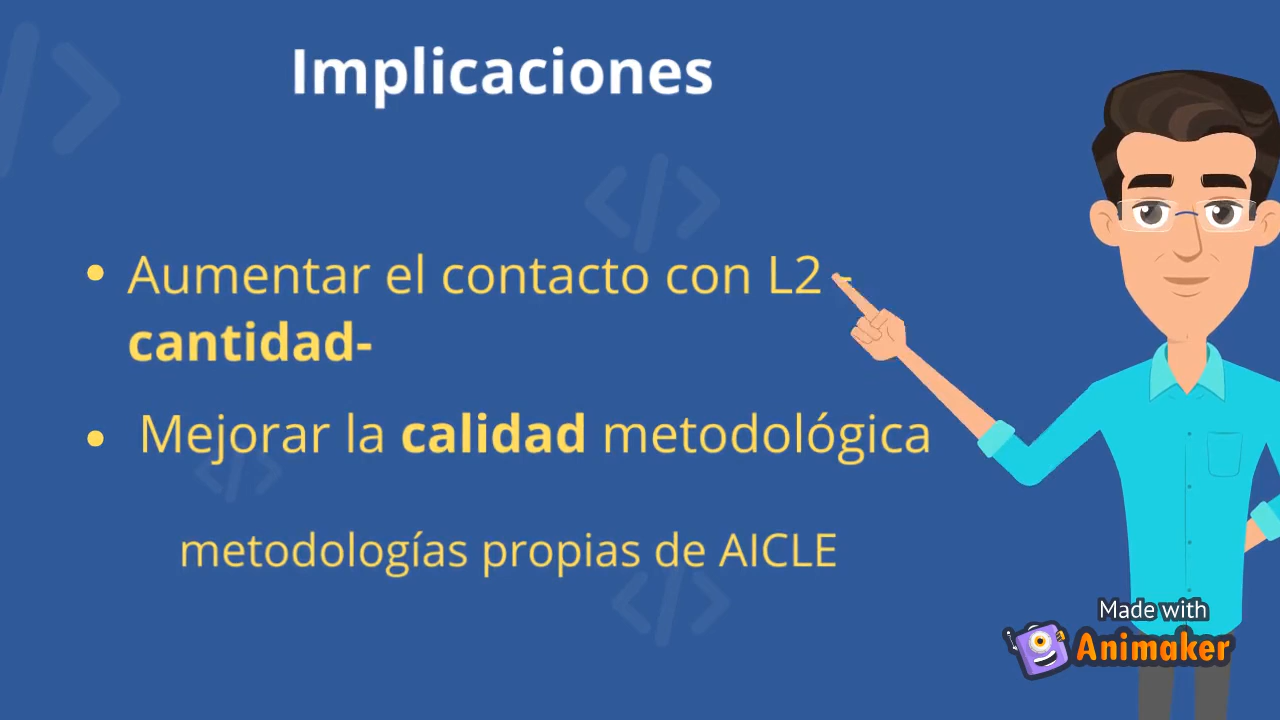 Implicaciones
• Aumentar el contacto con L2 -
cantidad-
• Mejorar la calidad metodológica
metodologías propias de AICLE
Made with
Animaker